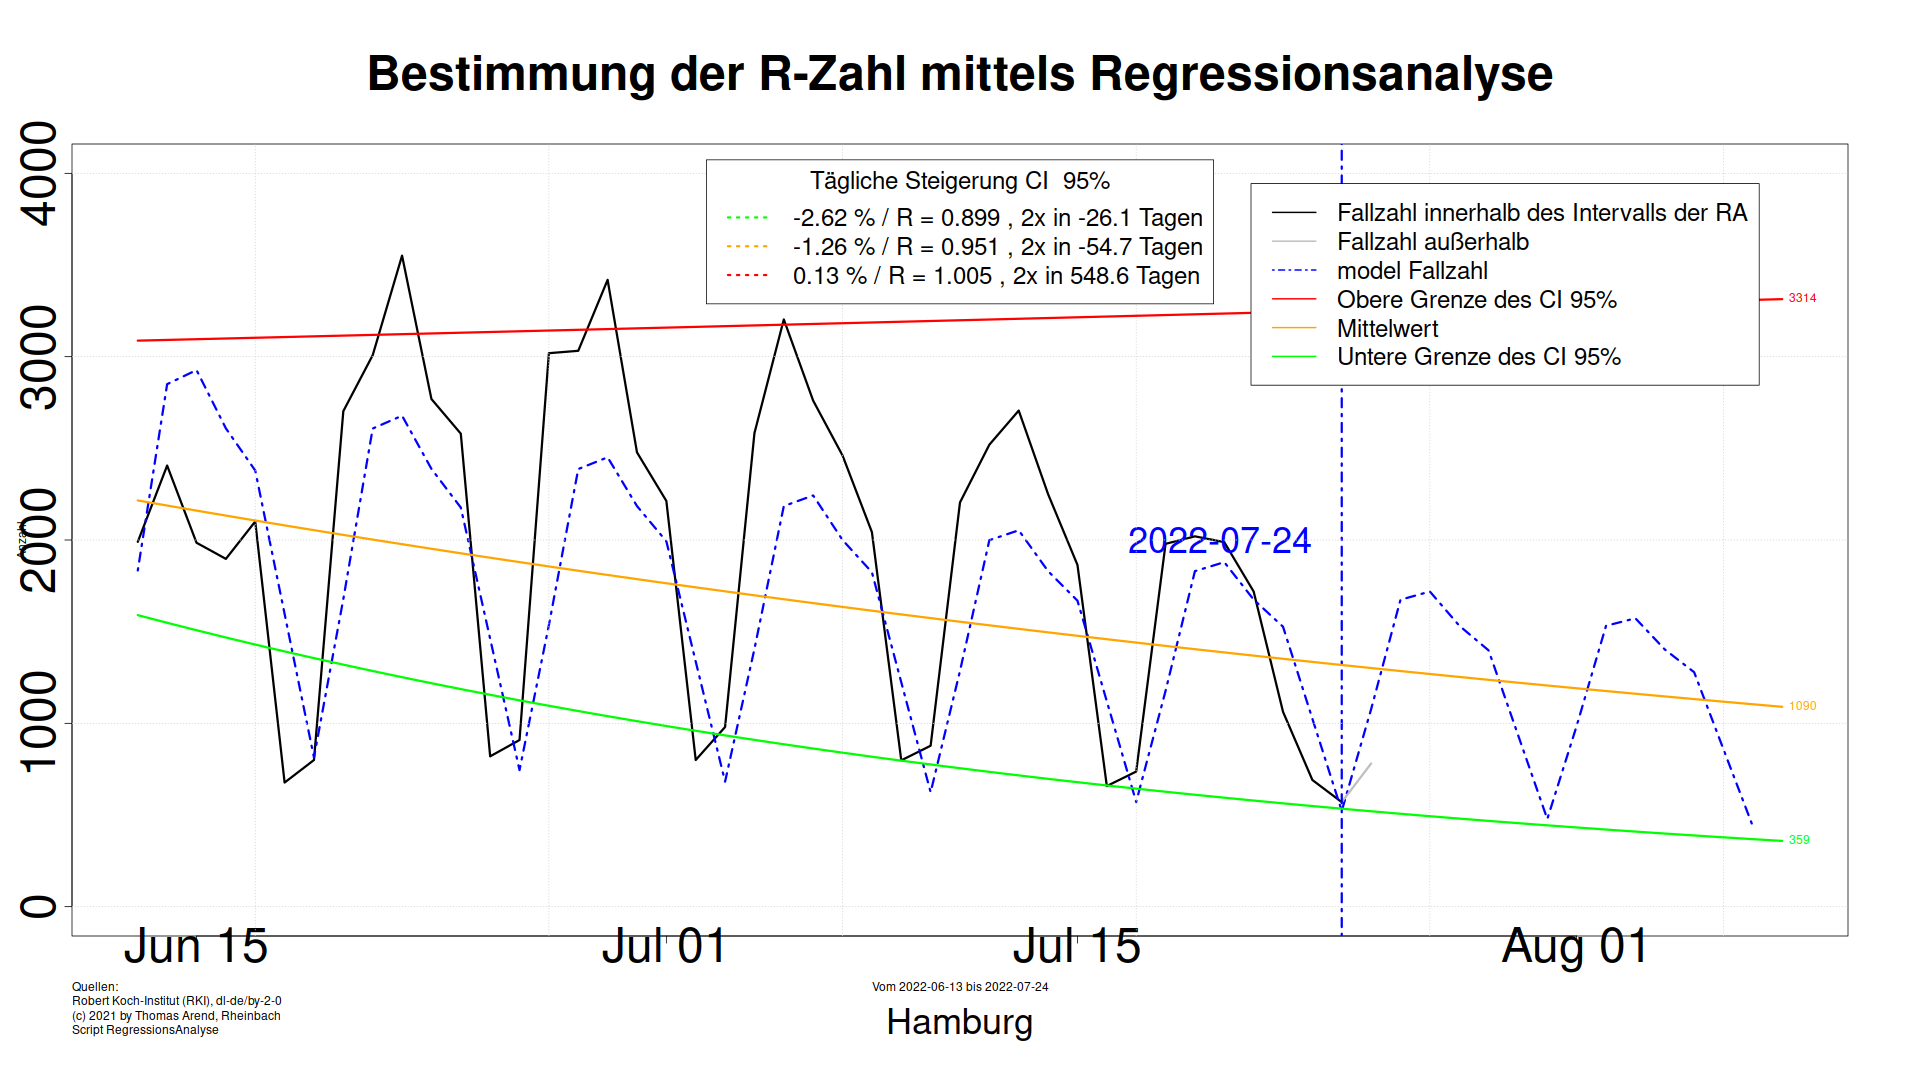 Bestimmung der R-Zahl mittels Regressionsanalyse
4000
3000
2000
1000
0
Anzahl
Tägliche Steigerung CI  95%
-2.62 % / R = 0.899 , 2x in -26.1 Tagen
-1.26 % / R = 0.951 , 2x in -54.7 Tagen
0.13 % / R = 1.005 , 2x in 548.6 Tagen
Fallzahl innerhalb des Intervalls der RA
Fallzahl außerhalb
model Fallzahl
Obere Grenze des CI 95%
Mittelwert
Untere Grenze des CI 95%
3314
2022-07-24
1090
359
Jun 15
Jul 01
Jul 15
Aug 01
Quellen:
Robert Koch-Institut (RKI), dl-de/by-2-0
(c) 2021 by Thomas Arend, Rheinbach
Script RegressionsAnalyse
Vom 2022-06-13 bis 2022-07-24
Hamburg